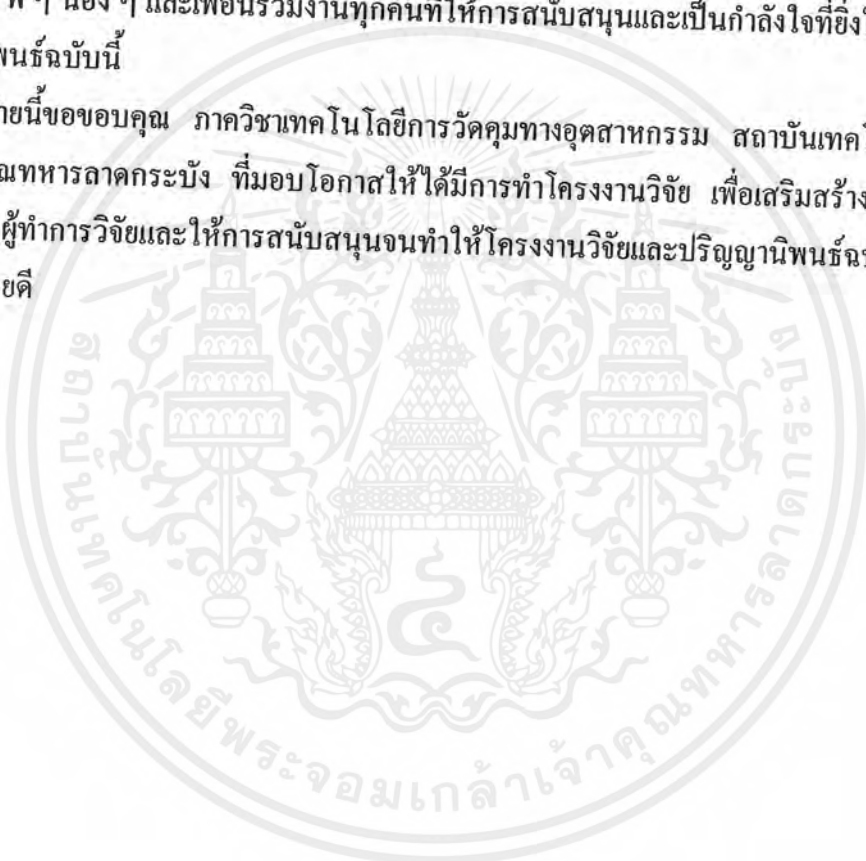 พี่ ๆ น้อง ๆ และเพื่อนร่วมงานทุกคนที่ให้การสนับสนุนและเป็นกำลังใจที่ยิ่ง
พนธ์ฉบับนี้
ายนี้ขอขอบคุณ ภาควิชาเทคโนโลยีการวัดคุมทางอุตสาหกรรม สถาบันเทคโ
ณทหารลาดกระบัง ที่มอบโอกาสให้ได้มีการทำโครงงานวิจัย เพื่อเสริมสร้าง
ผู้ทำการวิจัยและให้การสนับสนุนจนทำให้โครงงานวิจัยและปริญญานิพนธ์ฉ
ยดี
สถาบันเทคโนโลยีพระจอมเกล้าเจ้าคุณทหารลาดกระบัง